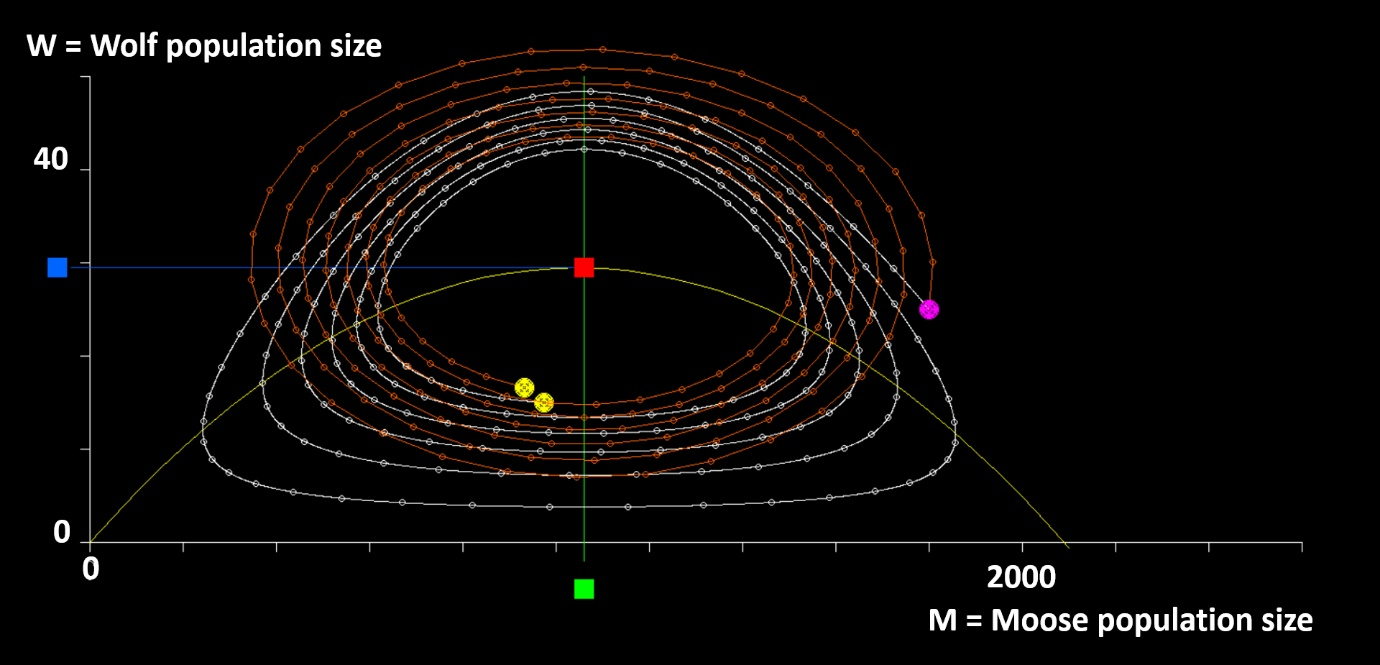 W = Wolf population size
40
0
0
2000
M = Moose population size